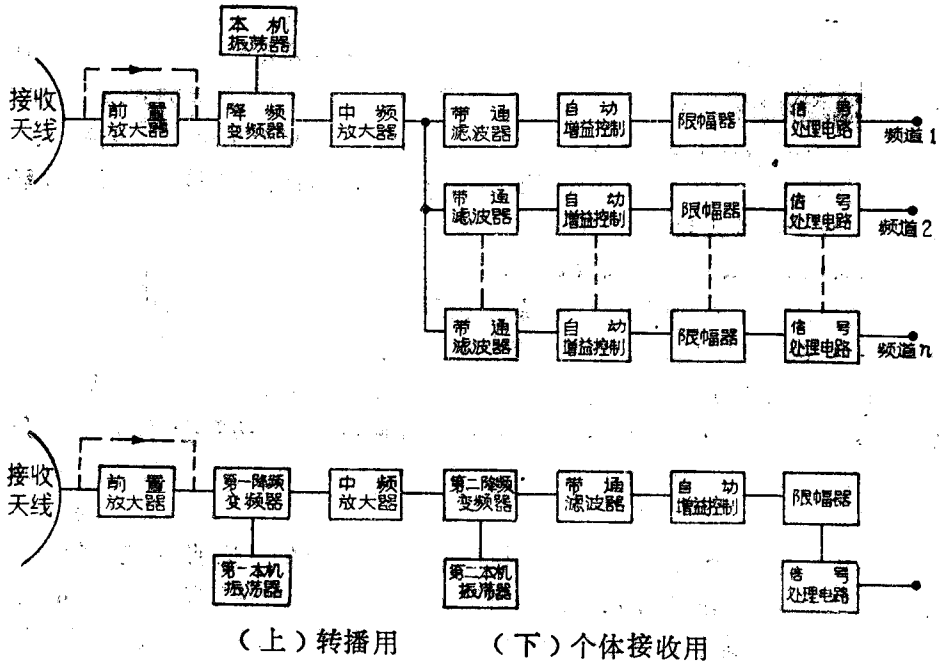 本机
振荡器
接收
天线
前置
放大器
降频
变频器
中频
放大器
带通
滤波器
自动
增益控制
限幅器
信号
处理电路
频道1
带通
滤波器
自动
增益控制
限幅器
信号
处理电路
频道2
带通
滤波器
自动
增益控制
限幅器
信号
处理电路
频道n
接收
天线
前置
放大器
第一降频
变频器
中频
放大器
第二降频
变频器
带通
滤波器
自动
增益控制
限幅器
第一本机
振荡器
第二本机
振荡器
信号
处理电路
(上)转播用 (下)个体接收用